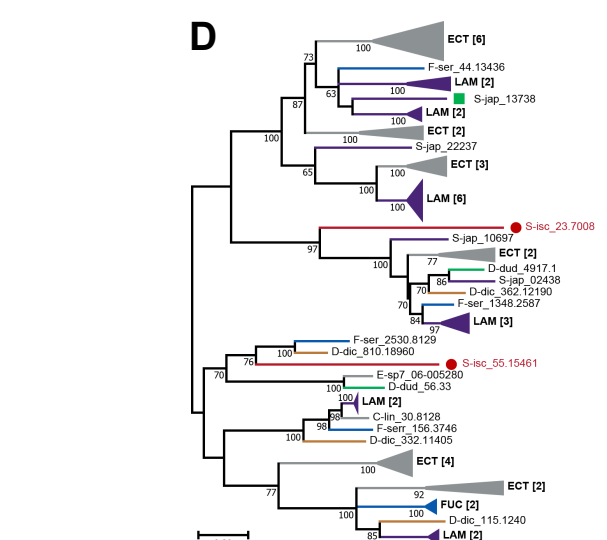 D
ECT [6]
100
73
F-ser_44.13436
LAM [2]
100
63
S-jap_13738
LAM [2]
100
87
ECT [2]
100
100
S-jap_22237
ECT [3]
100
65
100
LAM [6]
100
S-isc_23.7008
97
S-jap_10697
100
ECT [2]
77
D-dud_4917.1
86
S-jap_02438
70
D-dic_362.12190
70
F-ser_1348.2587
84
LAM [3]
97
F-ser_2530.8129
100
D-dic_810.18960
76
S-isc_55.15461
70
E-sp7_06-005280
100
D-dud_56.33
100
LAM [2]
98
C-lin_30.8128
98
F-serr_156.3746
100
D-dic_332.11405
ECT [4]
100
77
ECT [2]
92
FUC [2]
100
100
D-dic_115.1240
85
LAM [2]